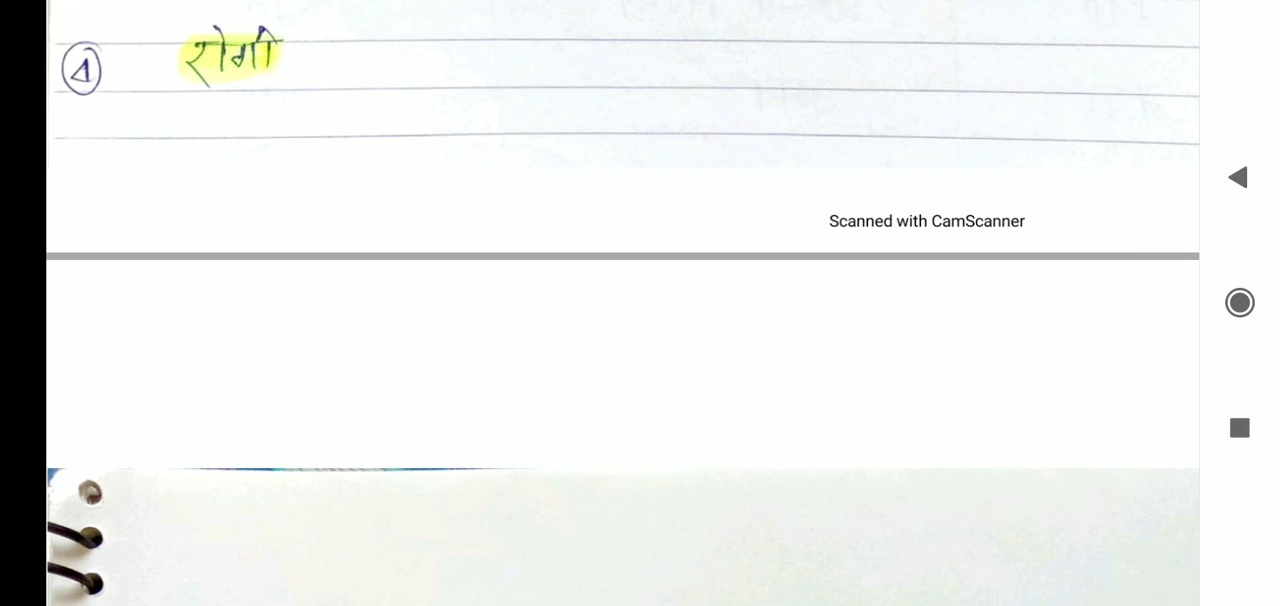 ④ रोगी
Scanned with CamScanner